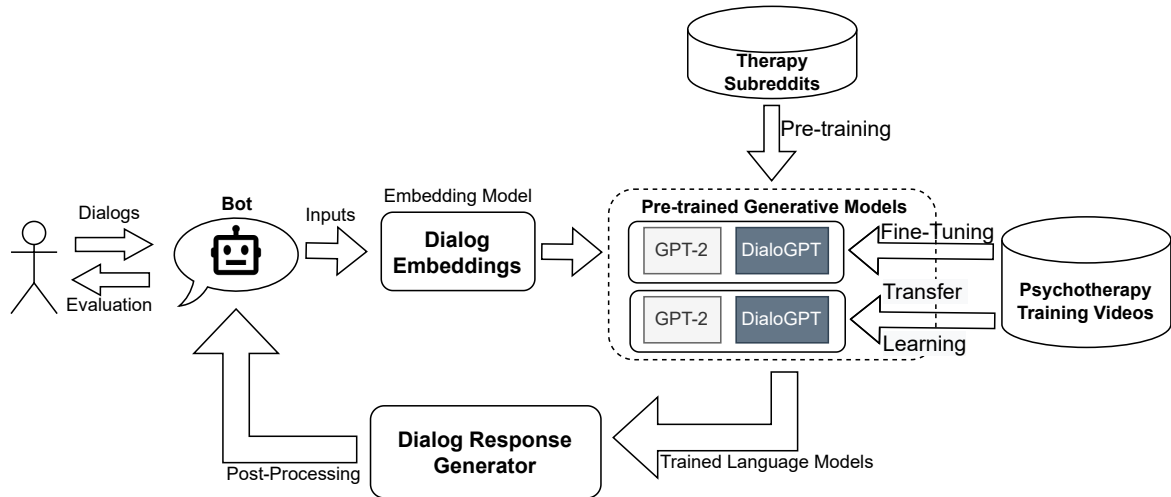 Therapy
Subreddits
Pre-training
Dialogs
Bot
Inputs
Embedding Model
Dialog
Embeddings
Evaluation
Pre-trained Generative Models
GPT-2
DialoGPT
GPT-2
DialoGPT
Fine-Tuning
Transfer
Learning
Psychotherapy
Training Videos
Dialog Response
Generator
Post-Processing
Trained Language Models